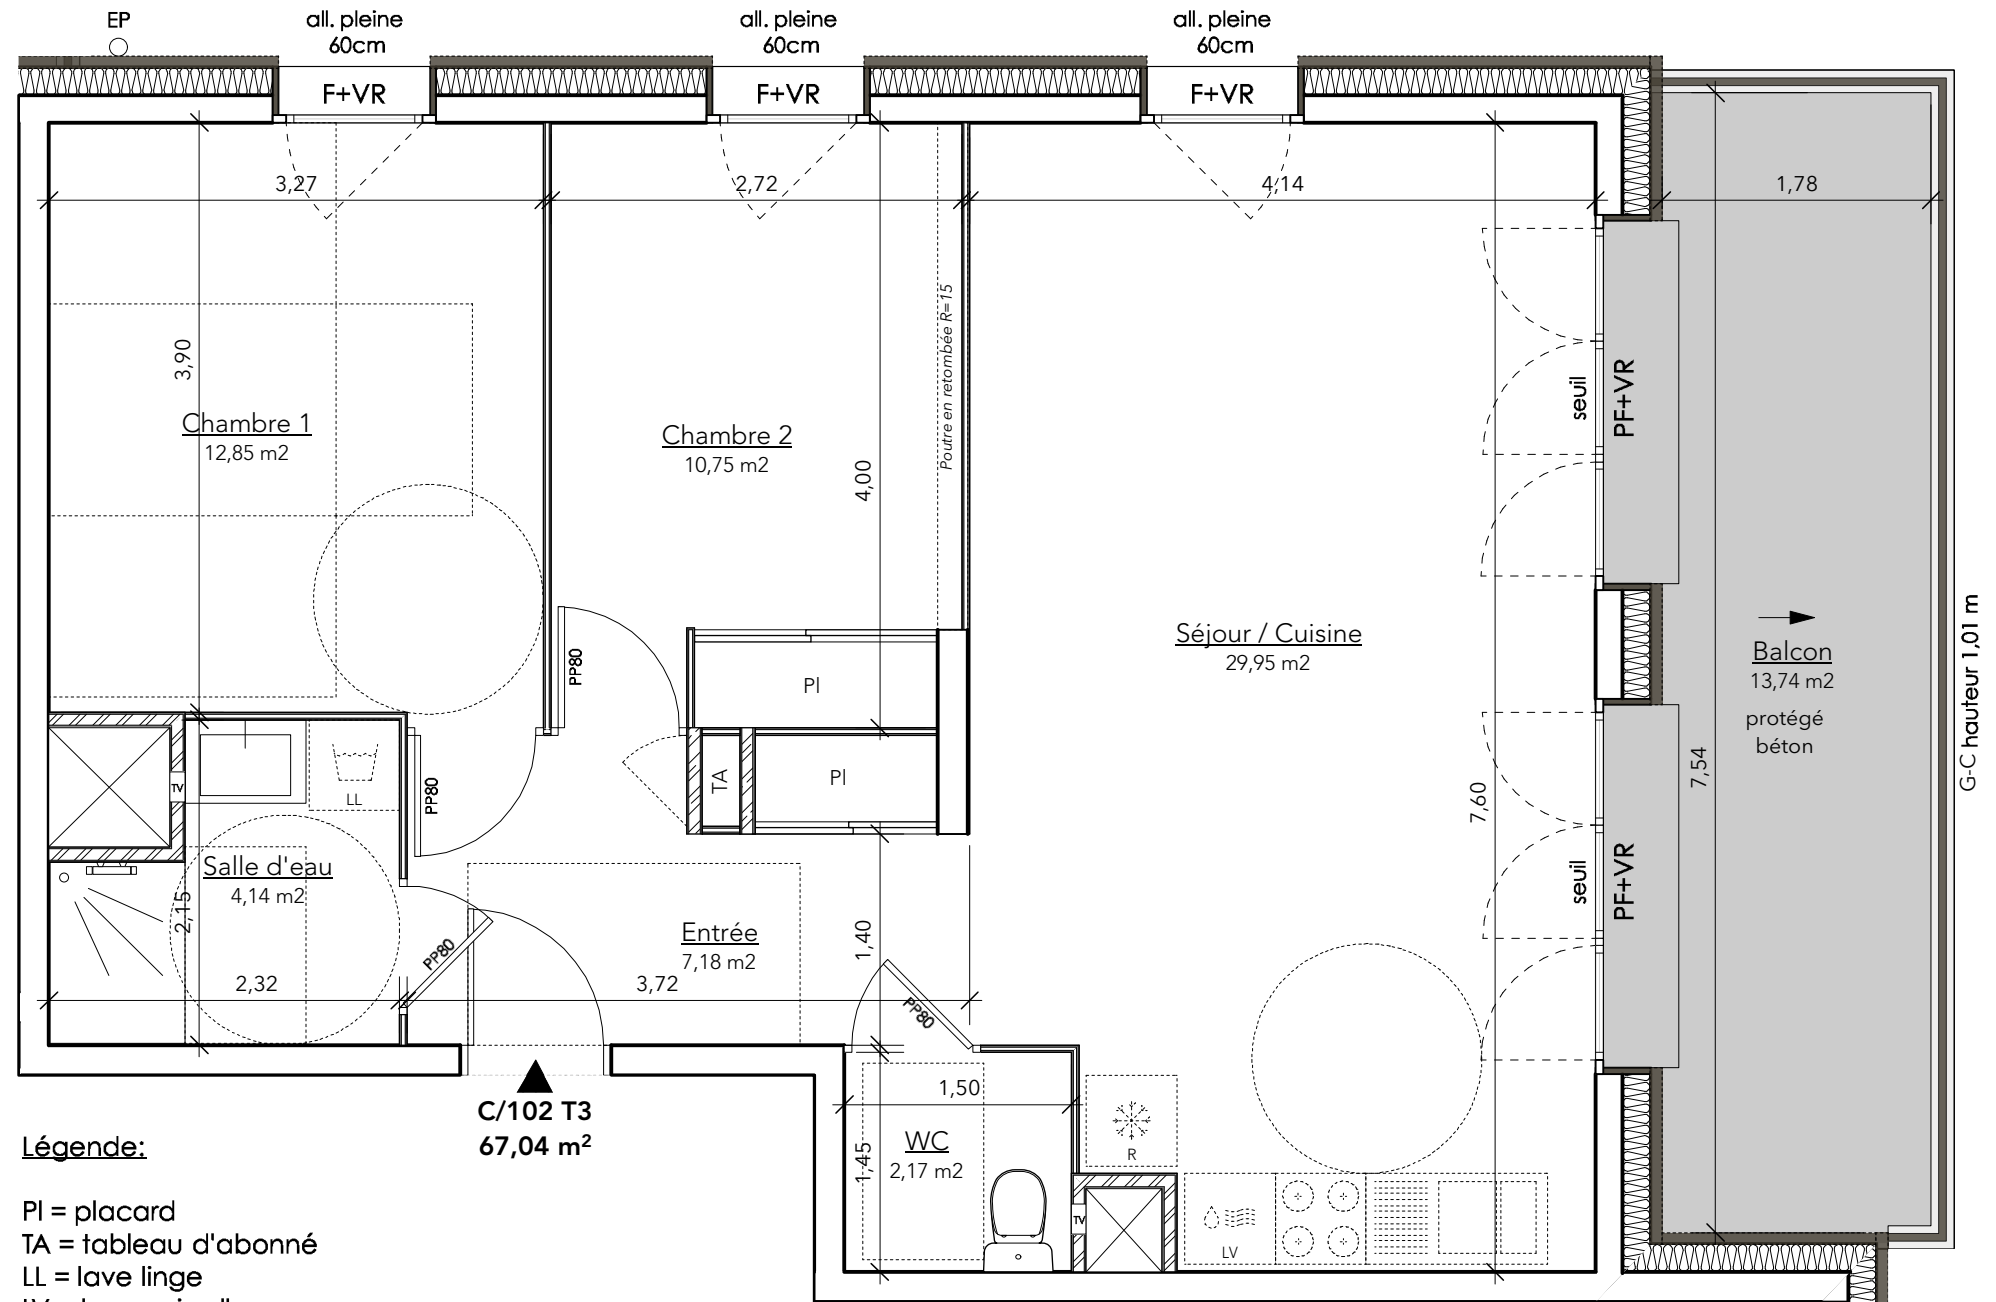 EP
all. pleine
60cm
all. pleine
60cm
all. pleine
60cm
F+VR
F+VR
F+VR
3,27
2,72
4,14
1,78
3,90
Chambre 1
12,85 m2
Chambre 2
10,75 m2
4,00
Poutre en retombée R=15
seuil
PF+VR
Séjour / Cuisine
29,95 m2
Balcon
13,74 m2
protégé
béton
G-C hauteur 1,01 m
7,54
7,60
PP80
Pl
TA
Pl
PP80
TV
LL
Salle d'eau
4,14 m2
2,15
2,32
PP80
Entrée
7,18 m2
3,72
1,40
PP80
seuil
PF+VR
C/102 T3
67,04 m²
1,50
WC
2,17 m2
1,45
R
TV
LV
Légende:
Pl = placard
TA = tableau d'abonné
LL = lave linge